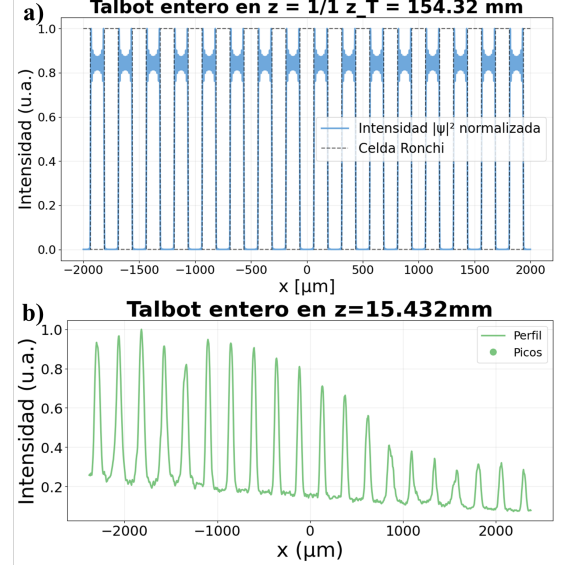 a)
Talbot entero en z = 1/1 z_T = 154.32 mm
Intensidad (u.a.)
1.0
0.8
0.6
0.4
0.2
0.0
Intensidad |ψ|² normalizada
Celda Ronchi
−2000 −1500 −1000 −500 0 500 1000 1500 2000
x [μm]
b)
Talbot entero en z=15.432mm
Intensidad (u.a.)
1.0
0.8
0.6
0.4
0.2
Perfil
Picos
−2000 −1000 0 1000 2000
x (μm)